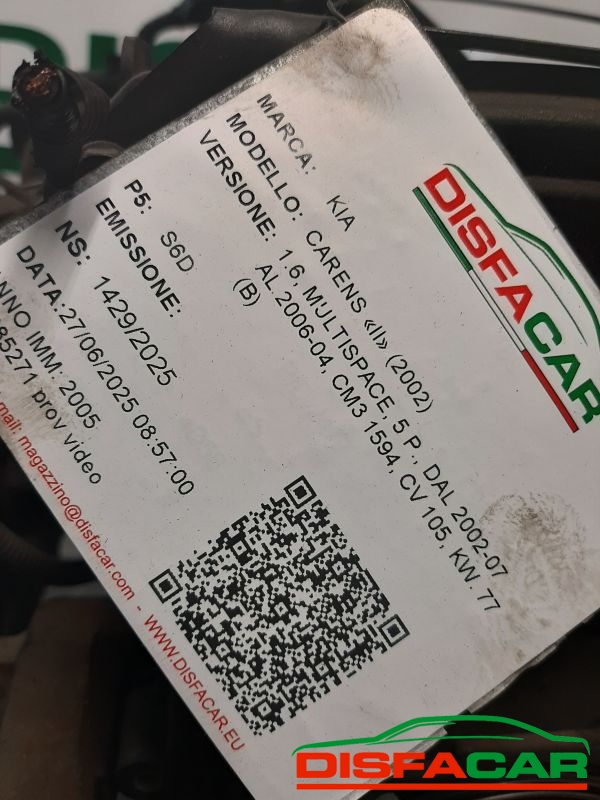 DISFACAR
MARCA: KIA
MODELLO: CARENS «I» (2002)
VERSIONE: 1.6, MULTISPACE, 5 P., DAL 2002-07
AL 2006-04, CM3 1594, CV 105, KW. 77
(B)
P5: S6D
EMISSIONE:
NS: 1429/2025
DATA:27/06/2025 08:57:00
NNO IMM: 2005
85271 prov video
mail: magazzino@disfacar.com - WWW.DISFACAR.EU
DISFACAR